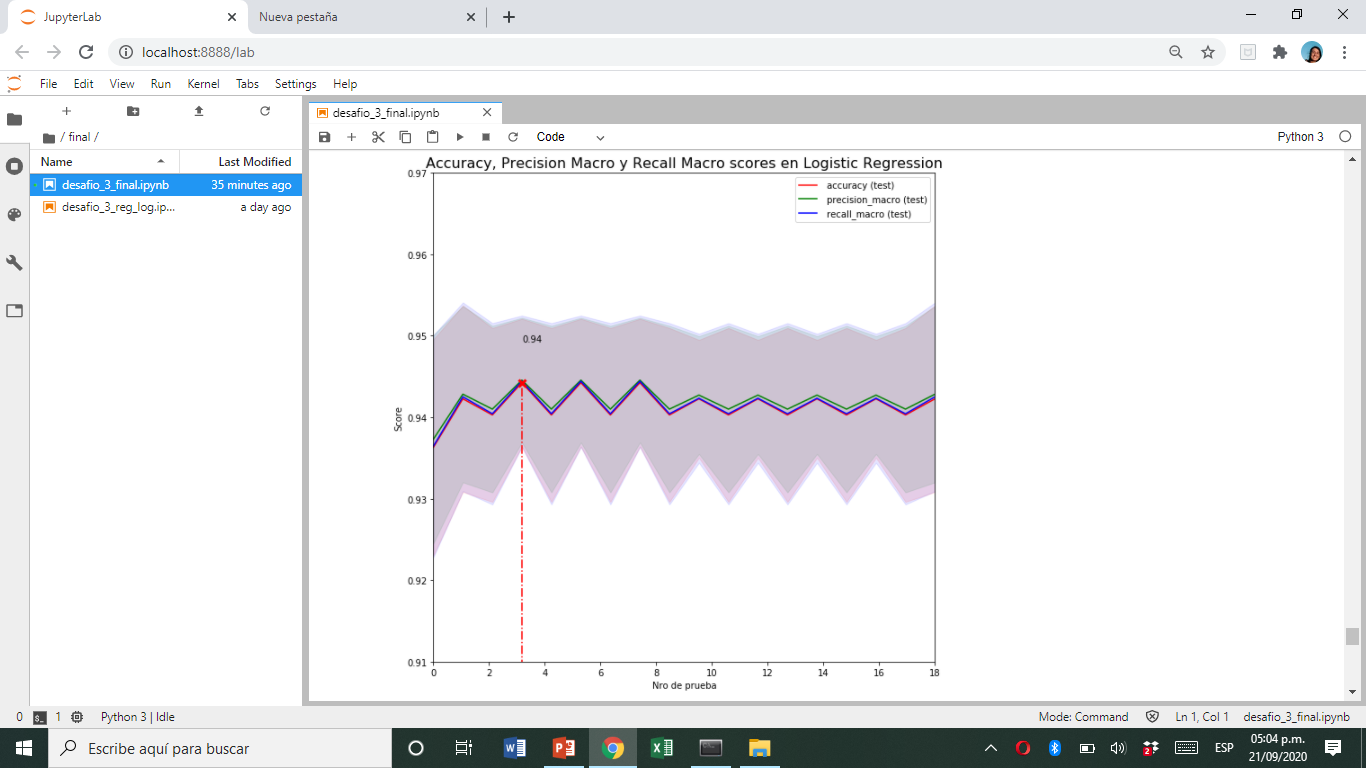 JupyterLab
Nueva pestaña
localhost:8888/lab
File Edit View Run Kernel Tabs Settings Help
desafio_3_final.ipynb
/ final /
Code
Python 3
Name Last Modified
desafio_3_final.ipynb 35 minutes ago
desafio_3_reg_log.ip... a day ago
Accuracy, Precision Macro y Recall Macro scores en Logistic Regression
accuracy (test)
precision_macro (test)
recall_macro (test)
0.97
0.96
0.95
0.94
0.93
0.92
0.91
0.94
Score
0 2 4 6 8 10 12 14 16 18
Nro de prueba
0 1 Python 3 | Idle
Mode: Command Ln 1, Col 1 desafio_3_final.ipynb
Escribe aquí para buscar
ESP
05:04 p.m.
21/09/2020